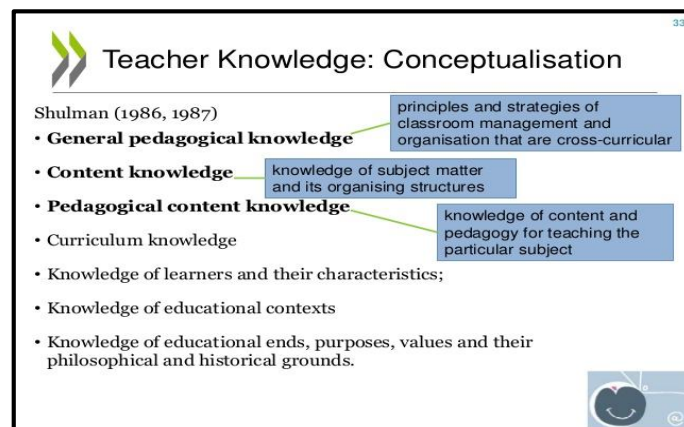 33
Teacher Knowledge: Conceptualisation
Shulman (1986, 1987)
principles and strategies of
classroom management and
organisation that are cross-curricular
• General pedagogical knowledge
• Content knowledge
knowledge of subject matter
and its organising structures
• Pedagogical content knowledge
knowledge of content and
pedagogy for teaching the
particular subject
• Curriculum knowledge
• Knowledge of learners and their characteristics;
• Knowledge of educational contexts
• Knowledge of educational ends, purposes, values and their
philosophical and historical grounds.
@